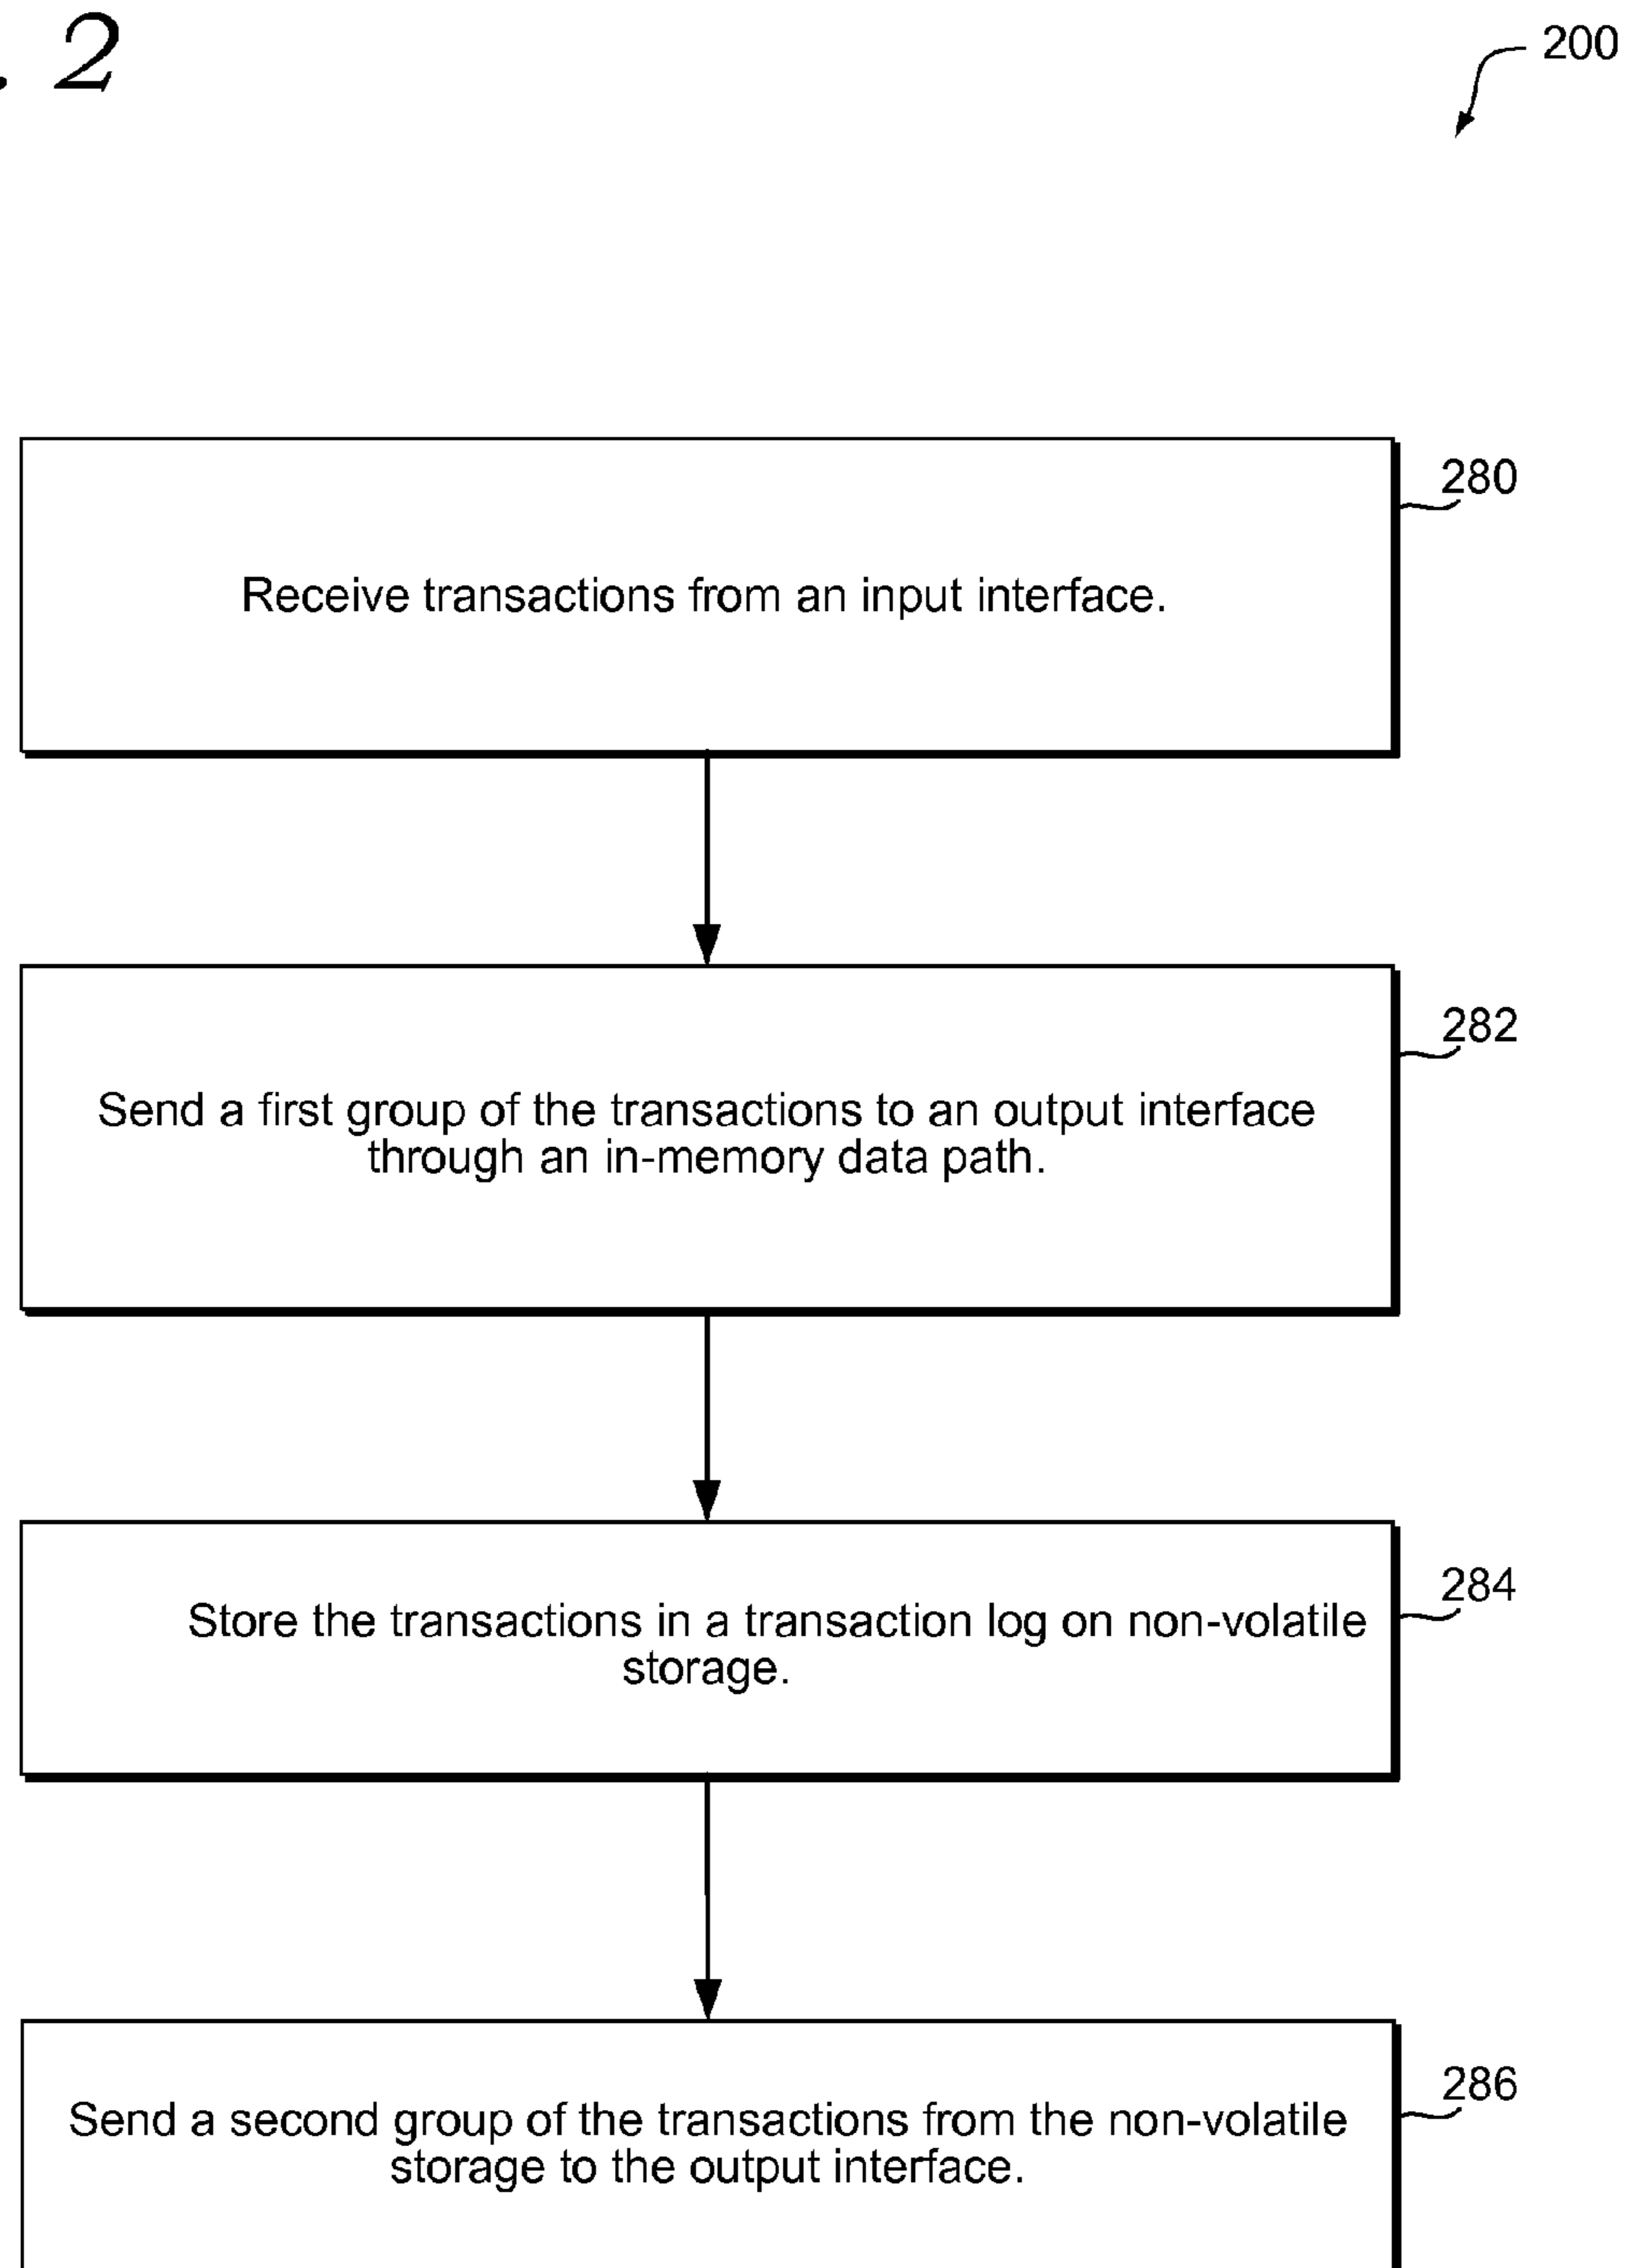 . 2
200
280
Receive transactions from an input interface.
282
Send a first group of the transactions to an output interface
through an in-memory data path.
284
Store the transactions in a transaction log on non-volatile
storage.
286
Send a second group of the transactions from the non-volatile
storage to the output interface.